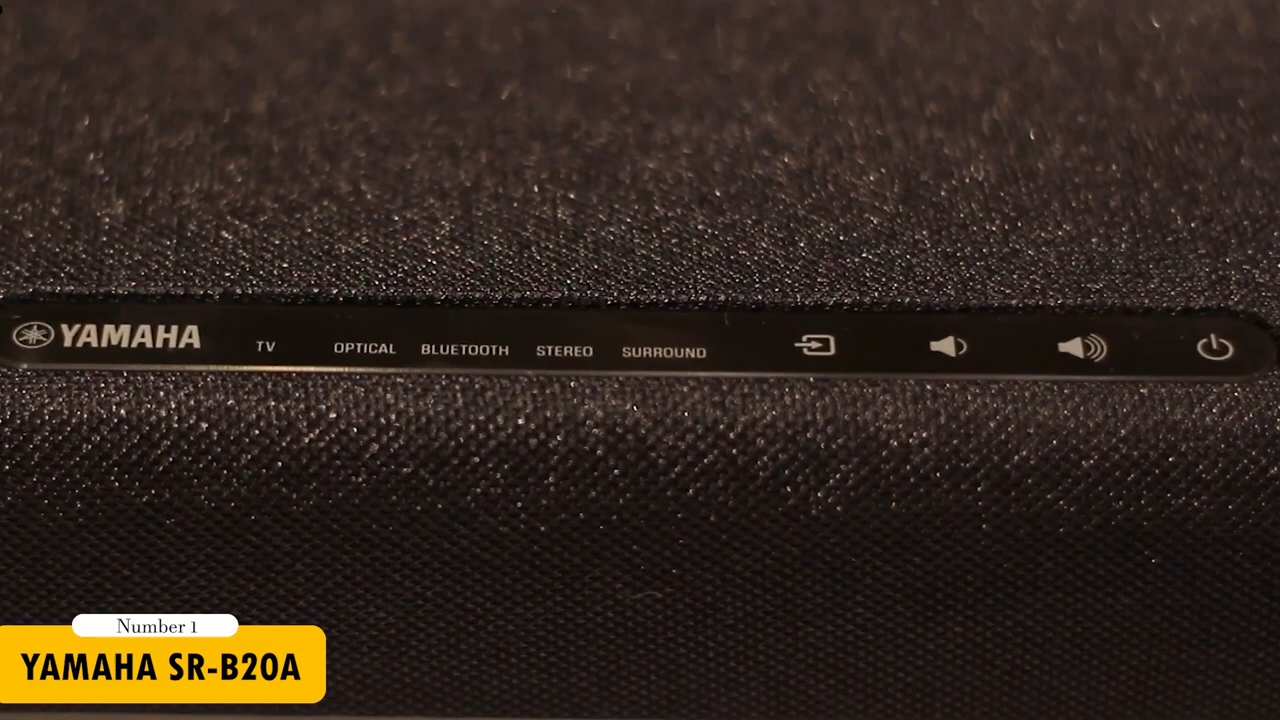 YAMAHA TV OPTICAL BLUETOOTH STEREO SURROUND
Number 1
YAMAHA SR-B20A